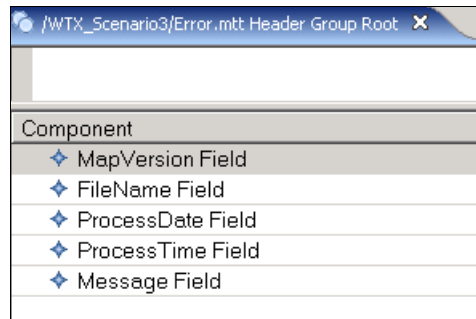 /WTX_Scenario3/Error.mtt Header Group Root
Component
MapVersion Field
FileName Field
ProcessDate Field
ProcessTime Field
Message Field